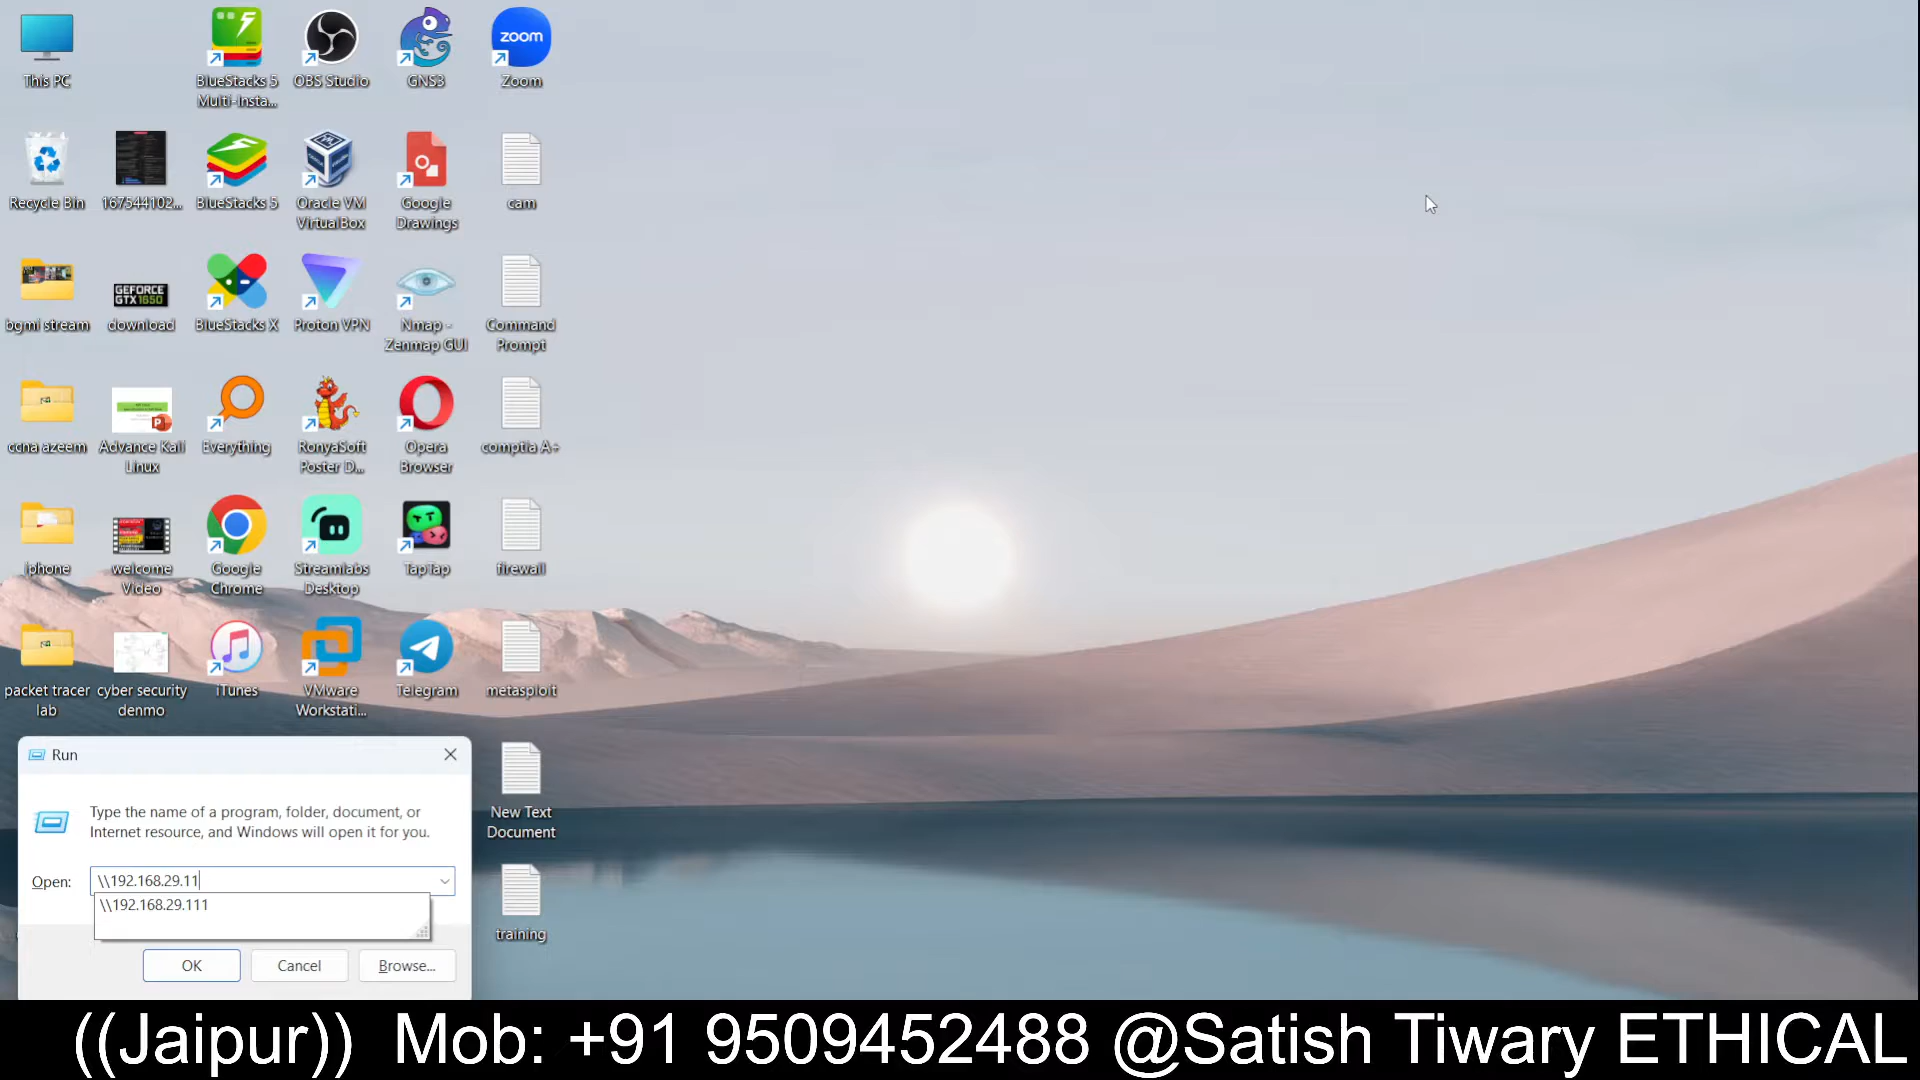 This PC
BlueStacks 5
Multi-Insta...
OBS Studio
GNS3
zoom
Zoom
Recycle Bin
167544102...
BlueStacks 5
Oracle VM
VirtualBox
Google
Drawings
cam
bgmi stream
GEFORCE
GTX 1650
download
BlueStacks X
Proton VPN
Nmap -
Zenmap GUI
Command
Prompt
ccna azeem
Advance Kali
Linux
Everything
RonyaSoft
Poster D...
Opera
Browser
comptia A+
iphone
welcome
Video
Google
Chrome
Streamlabs
Desktop
TapTap
firewall
packet tracer
lab
cyber security
denmo
iTunes
VMware
Workstati...
Telegram
metasploit
Run
Type the name of a program, folder, document, or
Internet resource, and Windows will open it for you.
Open:
\\192.168.29.11
\\192.168.29.111
OK
Cancel
Browse...
New Text
Document
training
((Jaipur)) Mob: +91 9509452488 @Satish Tiwary ETHICAL